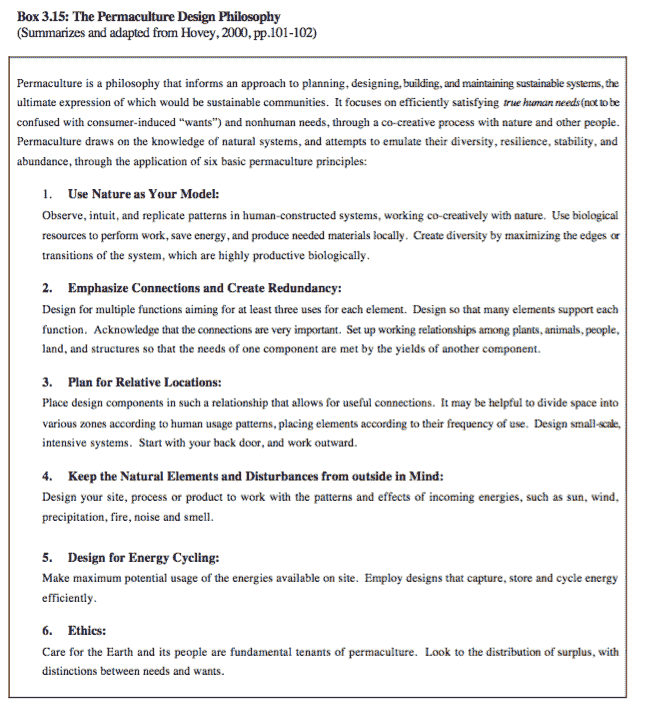 Box 3.15: The Permaculture Design Philosophy
(Summarizes and adapted from Hovey, 2000, pp.101-102)
Permaculture is a philosophy that informs an approach to planning, designing, building, and maintaining sustainable systems, the
ultimate expression of which would be sustainable communities. It focuses on efficiently satisfying true human needs (not to be
confused with consumer-induced “wants”) and nonhuman needs, through a co-creative process with nature and other people.
Permaculture draws on the knowledge of natural systems, and attempts to emulate their diversity, resilience, stability, and
abundance, through the application of six basic permaculture principles:
1. Use Nature as Your Model:
Observe, intuit, and replicate patterns in human-constructed systems, working co-creatively with nature. Use biological
resources to perform work, save energy, and produce needed materials locally. Create diversity by maximizing the edges or
transitions of the system, which are highly productive biologically.
2. Emphasize Connections and Create Redundancy:
Design for multiple functions aiming for at least three uses for each element. Design so that many elements support each
function. Acknowledge that the connections are very important. Set up working relationships among plants, animals, people,
land, and structures so that the needs of one component are met by the yields of another component.
3. Plan for Relative Locations:
Place design components in such a relationship that allows for useful connections. It may be helpful to divide space into
various zones according to human usage patterns, placing elements according to their frequency of use. Design small-scale,
intensive systems. Start with your back door, and work outward.
4. Keep the Natural Elements and Disturbances from outside in Mind:
Design your site, process or product to work with the patterns and effects of incoming energies, such as sun, wind,
precipitation, fire, noise and smell.
5. Design for Energy Cycling:
Make maximum potential usage of the energies available on site. Employ designs that capture, store and cycle energy
efficiently.
6. Ethics:
Care for the Earth and its people are fundamental tenants of permaculture. Look to the distribution of surplus, with
distinctions between needs and wants.